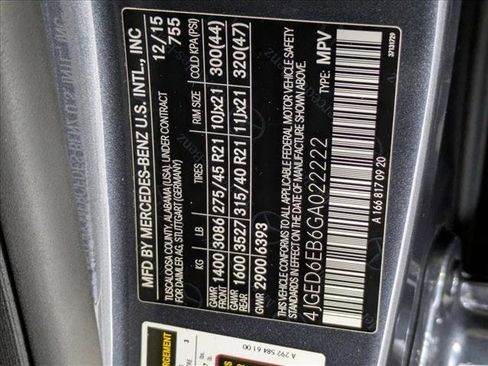 MFD BY MERCEDES-BENZ U.S. INTL., INC
TUSCALOOSA COUNTY, ALABAMA (USA), UNDER CONTRACT 12/15
FOR DAIMLER AG, STUTTGART (GERMANY) 755
KG LB TIRES RIM SIZE COLD KPA (PSI)
GAWR FRONT 1400 3086 275/45 R21 10Jx21 300(44)
GAWR REAR 1600 3527 315/40 R21 11Jx21 320(47)
GVWR 2900 6393
THIS VEHICLE CONFORMS TO ALL APPLICABLE FEDERAL MOTOR VEHICLE SAFETY
STANDARDS IN EFFECT ON THE DATE OF MANUFACTURE SHOWN ABOVE.
4JGED6EB6GA022222 TYPE: MPV
A 166 817 09 20 37131729
A 292 584 61 00